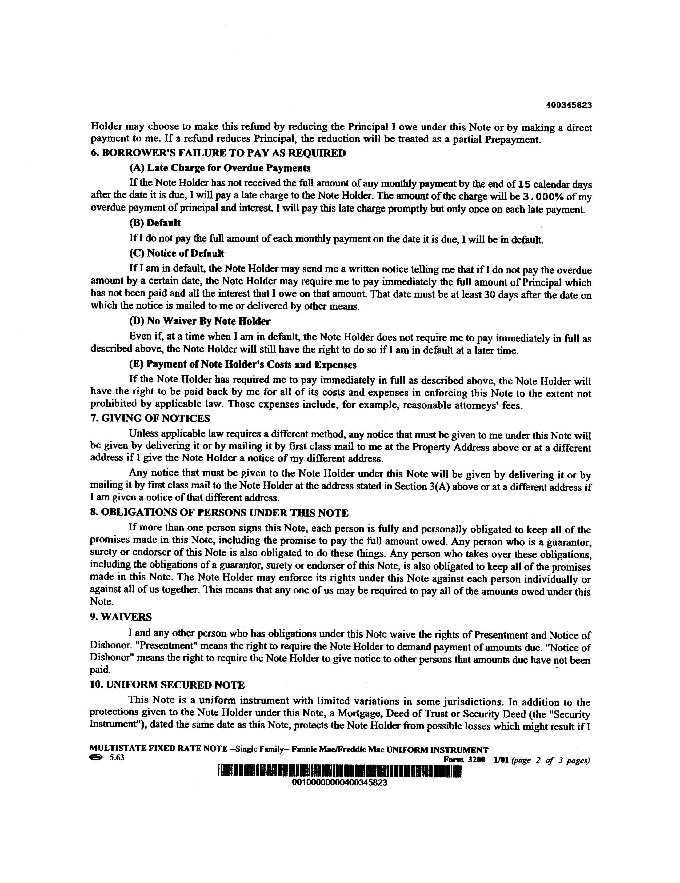 400345823
Holder may choose to make this refund by reducing the Principal I owe under this Note or by making a direct
payment to me. If a refund reduces Principal, the reduction will be treated as a partial Prepayment.
6. BORROWER'S FAILURE TO PAY AS REQUIRED
(A) Late Charge for Overdue Payments
If the Note Holder has not received the full amount of any monthly payment by the end of 15 calendar days
after the date it is due, I will pay a late charge to the Note Holder. The amount of the charge will be 3.000% of my
overdue payment of principal and interest. I will pay this late charge promptly but only once on each late payment.
(B) Default
If I do not pay the full amount of each monthly payment on the date it is due, I will be in default.
(C) Notice of Default
If I am in default, the Note Holder may send me a written notice telling me that if I do not pay the overdue
amount by a certain date, the Note Holder may require me to pay immediately the full amount of Principal which
has not been paid and all the interest that I owe on that amount. That date must be at least 30 days after the date on
which the notice is mailed to me or delivered by other means.
(D) No Waiver By Note Holder
Even if, at a time when I am in default, the Note Holder does not require me to pay immediately in full as
described above, the Note Holder will still have the right to do so if I am in default at a later time.
(E) Payment of Note Holder's Costs and Expenses
If the Note Holder has required me to pay immediately in full as described above, the Note Holder will
have the right to be paid back by me for all of its costs and expenses in enforcing this Note to the extent not
prohibited by applicable law. Those expenses include, for example, reasonable attorneys' fees.
7. GIVING OF NOTICES
Unless applicable law requires a different method, any notice that must be given to me under this Note will
be given by delivering it or by mailing it by first class mail to me at the Property Address above or at a different
address if I give the Note Holder a notice of my different address.
Any notice that must be given to the Note Holder under this Note will be given by delivering it or by
mailing it by first class mail to the Note Holder at the address stated in Section 3(A) above or at a different address if
I am given a notice of that different address.
8. OBLIGATIONS OF PERSONS UNDER THIS NOTE
If more than one person signs this Note, each person is fully and personally obligated to keep all of the
promises made in this Note, including the promise to pay the full amount owed. Any person who is a guarantor,
surety or endorser of this Note is also obligated to do these things. Any person who takes over these obligations,
including the obligations of a guarantor, surety or endorser of this Note, is also obligated to keep all of the promises
made in this Note. The Note Holder may enforce its rights under this Note against each person individually or
against all of us together. This means that any one of us may be required to pay all of the amounts owed under this
Note.
9. WAIVERS
I and any other person who has obligations under this Note waive the rights of Presentment and Notice of
Dishonor. "Presentment" means the right to require the Note Holder to demand payment of amounts due. "Notice of
Dishonor" means the right to require the Note Holder to give notice to other persons that amounts due have not been
paid.
10. UNIFORM SECURED NOTE
This Note is a uniform instrument with limited variations in some jurisdictions. In addition to the
protections given to the Note Holder under this Note, a Mortgage, Deed of Trust or Security Deed (the "Security
Instrument"), dated the same date as this Note, protects the Note Holder from possible losses which might result if I
MULTISTATE FIXED RATE NOTE --Single Family-- Fannie Mae/Freddie Mac UNIFORM INSTRUMENT
5.63 Form 3200 1/01 (page 2 of 3 pages)
00100000000400345823